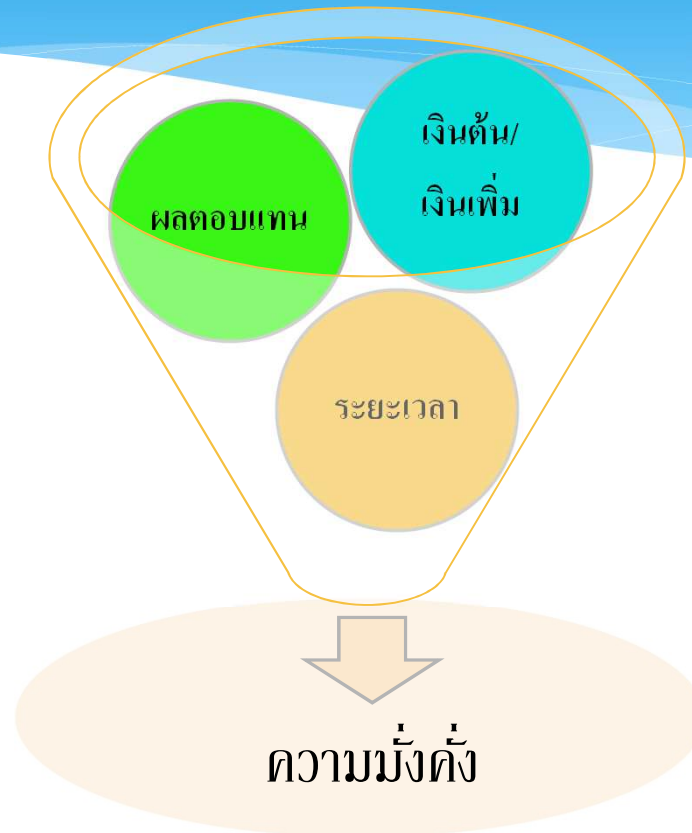 เงินต้น/
เงินเพิ่ม
ผลตอบแทน
ระยะเวลา
ความมั่งคั่ง